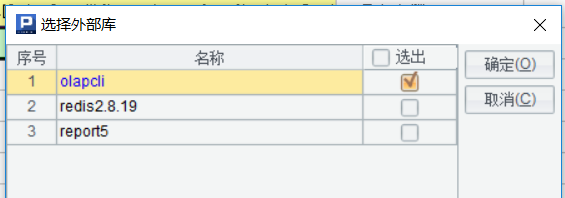 选择外部库
序号 名称 选出 确定(O)
1 olapcli
取消(C)
2 redis2.8.19
3 report5